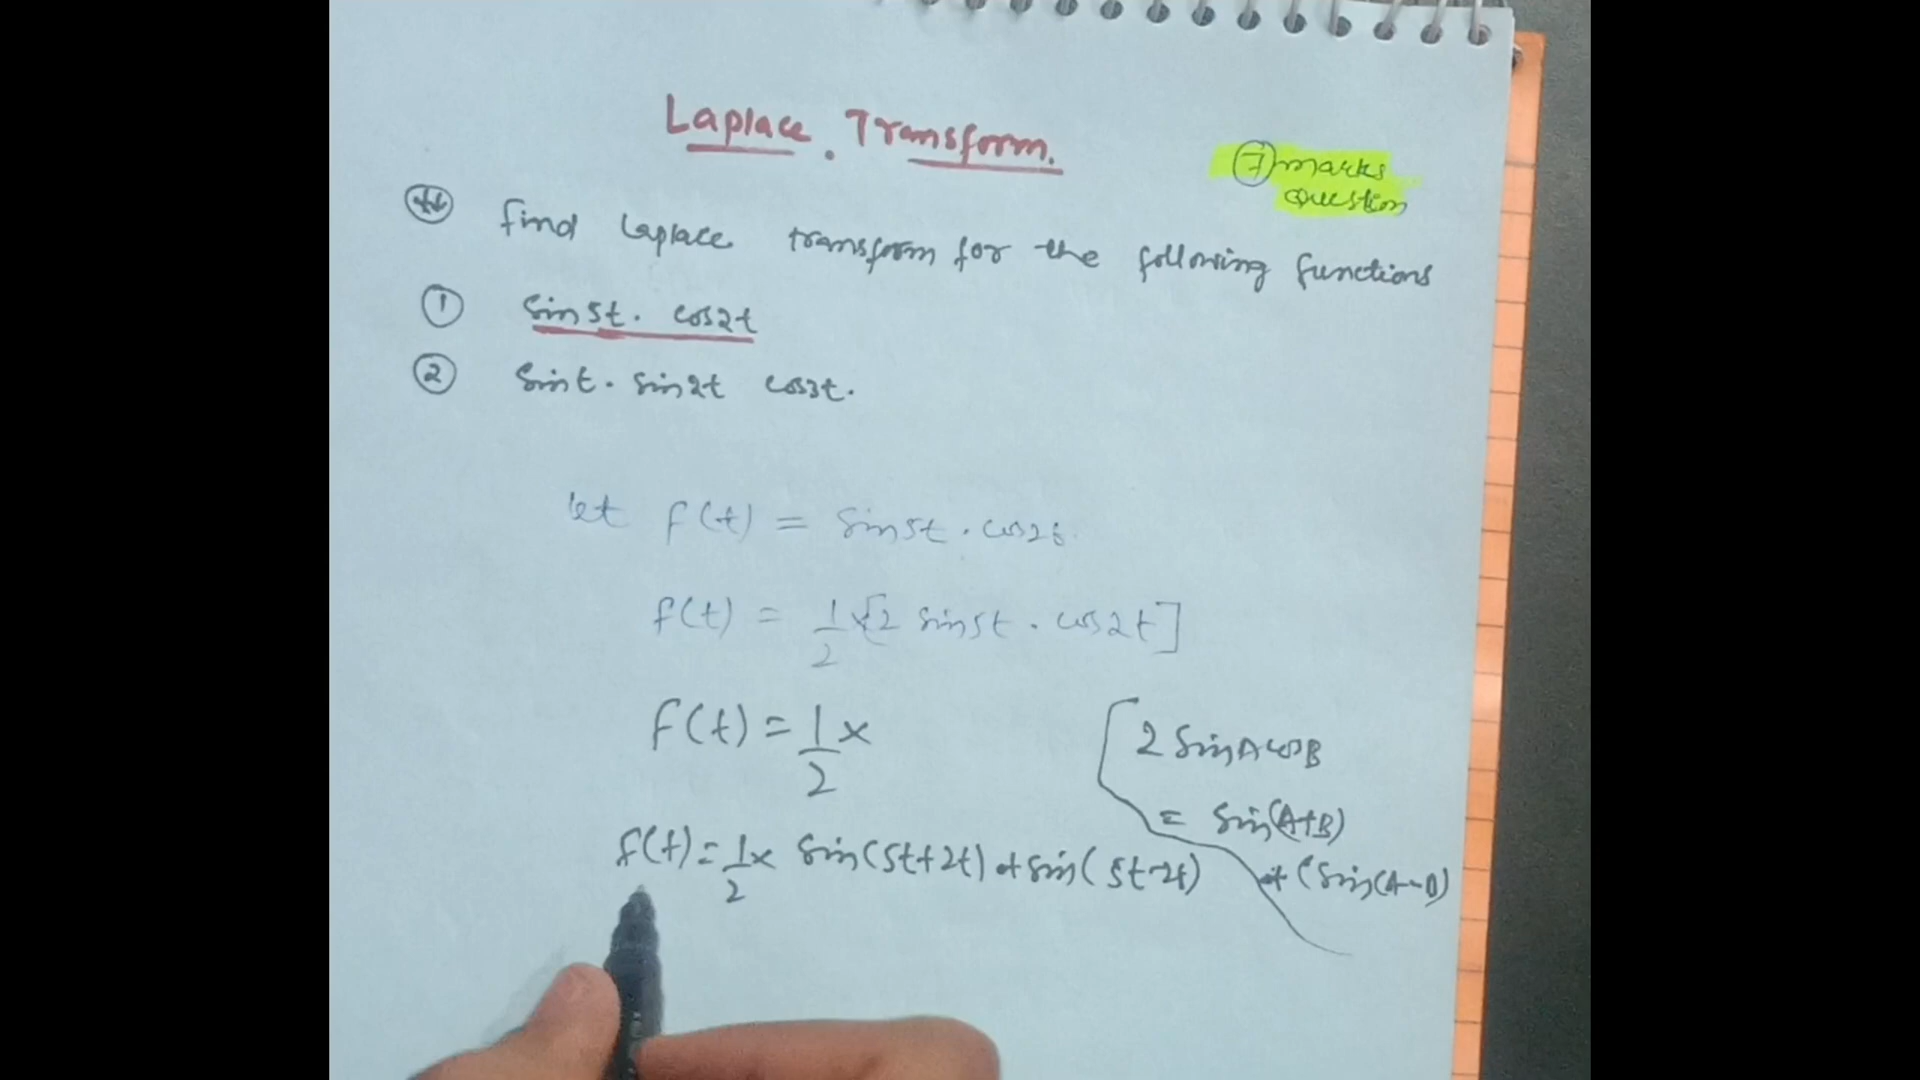 Laplace. Transform.
7 marks
question
find Laplace transform for the following functions
① sin5t. cos2t
② sint. sin2t cos3t.
let f(t) = sin5t. cos2t
f(t) = 1/2 x[2 sin5t. cos2t]
f(t) = 1/2 x
2 sinA cosB
= sin(A+B)
+ (sin(A-B)
f(t) = 1/2 x sin(5t+2t) + sin(5t-2t)